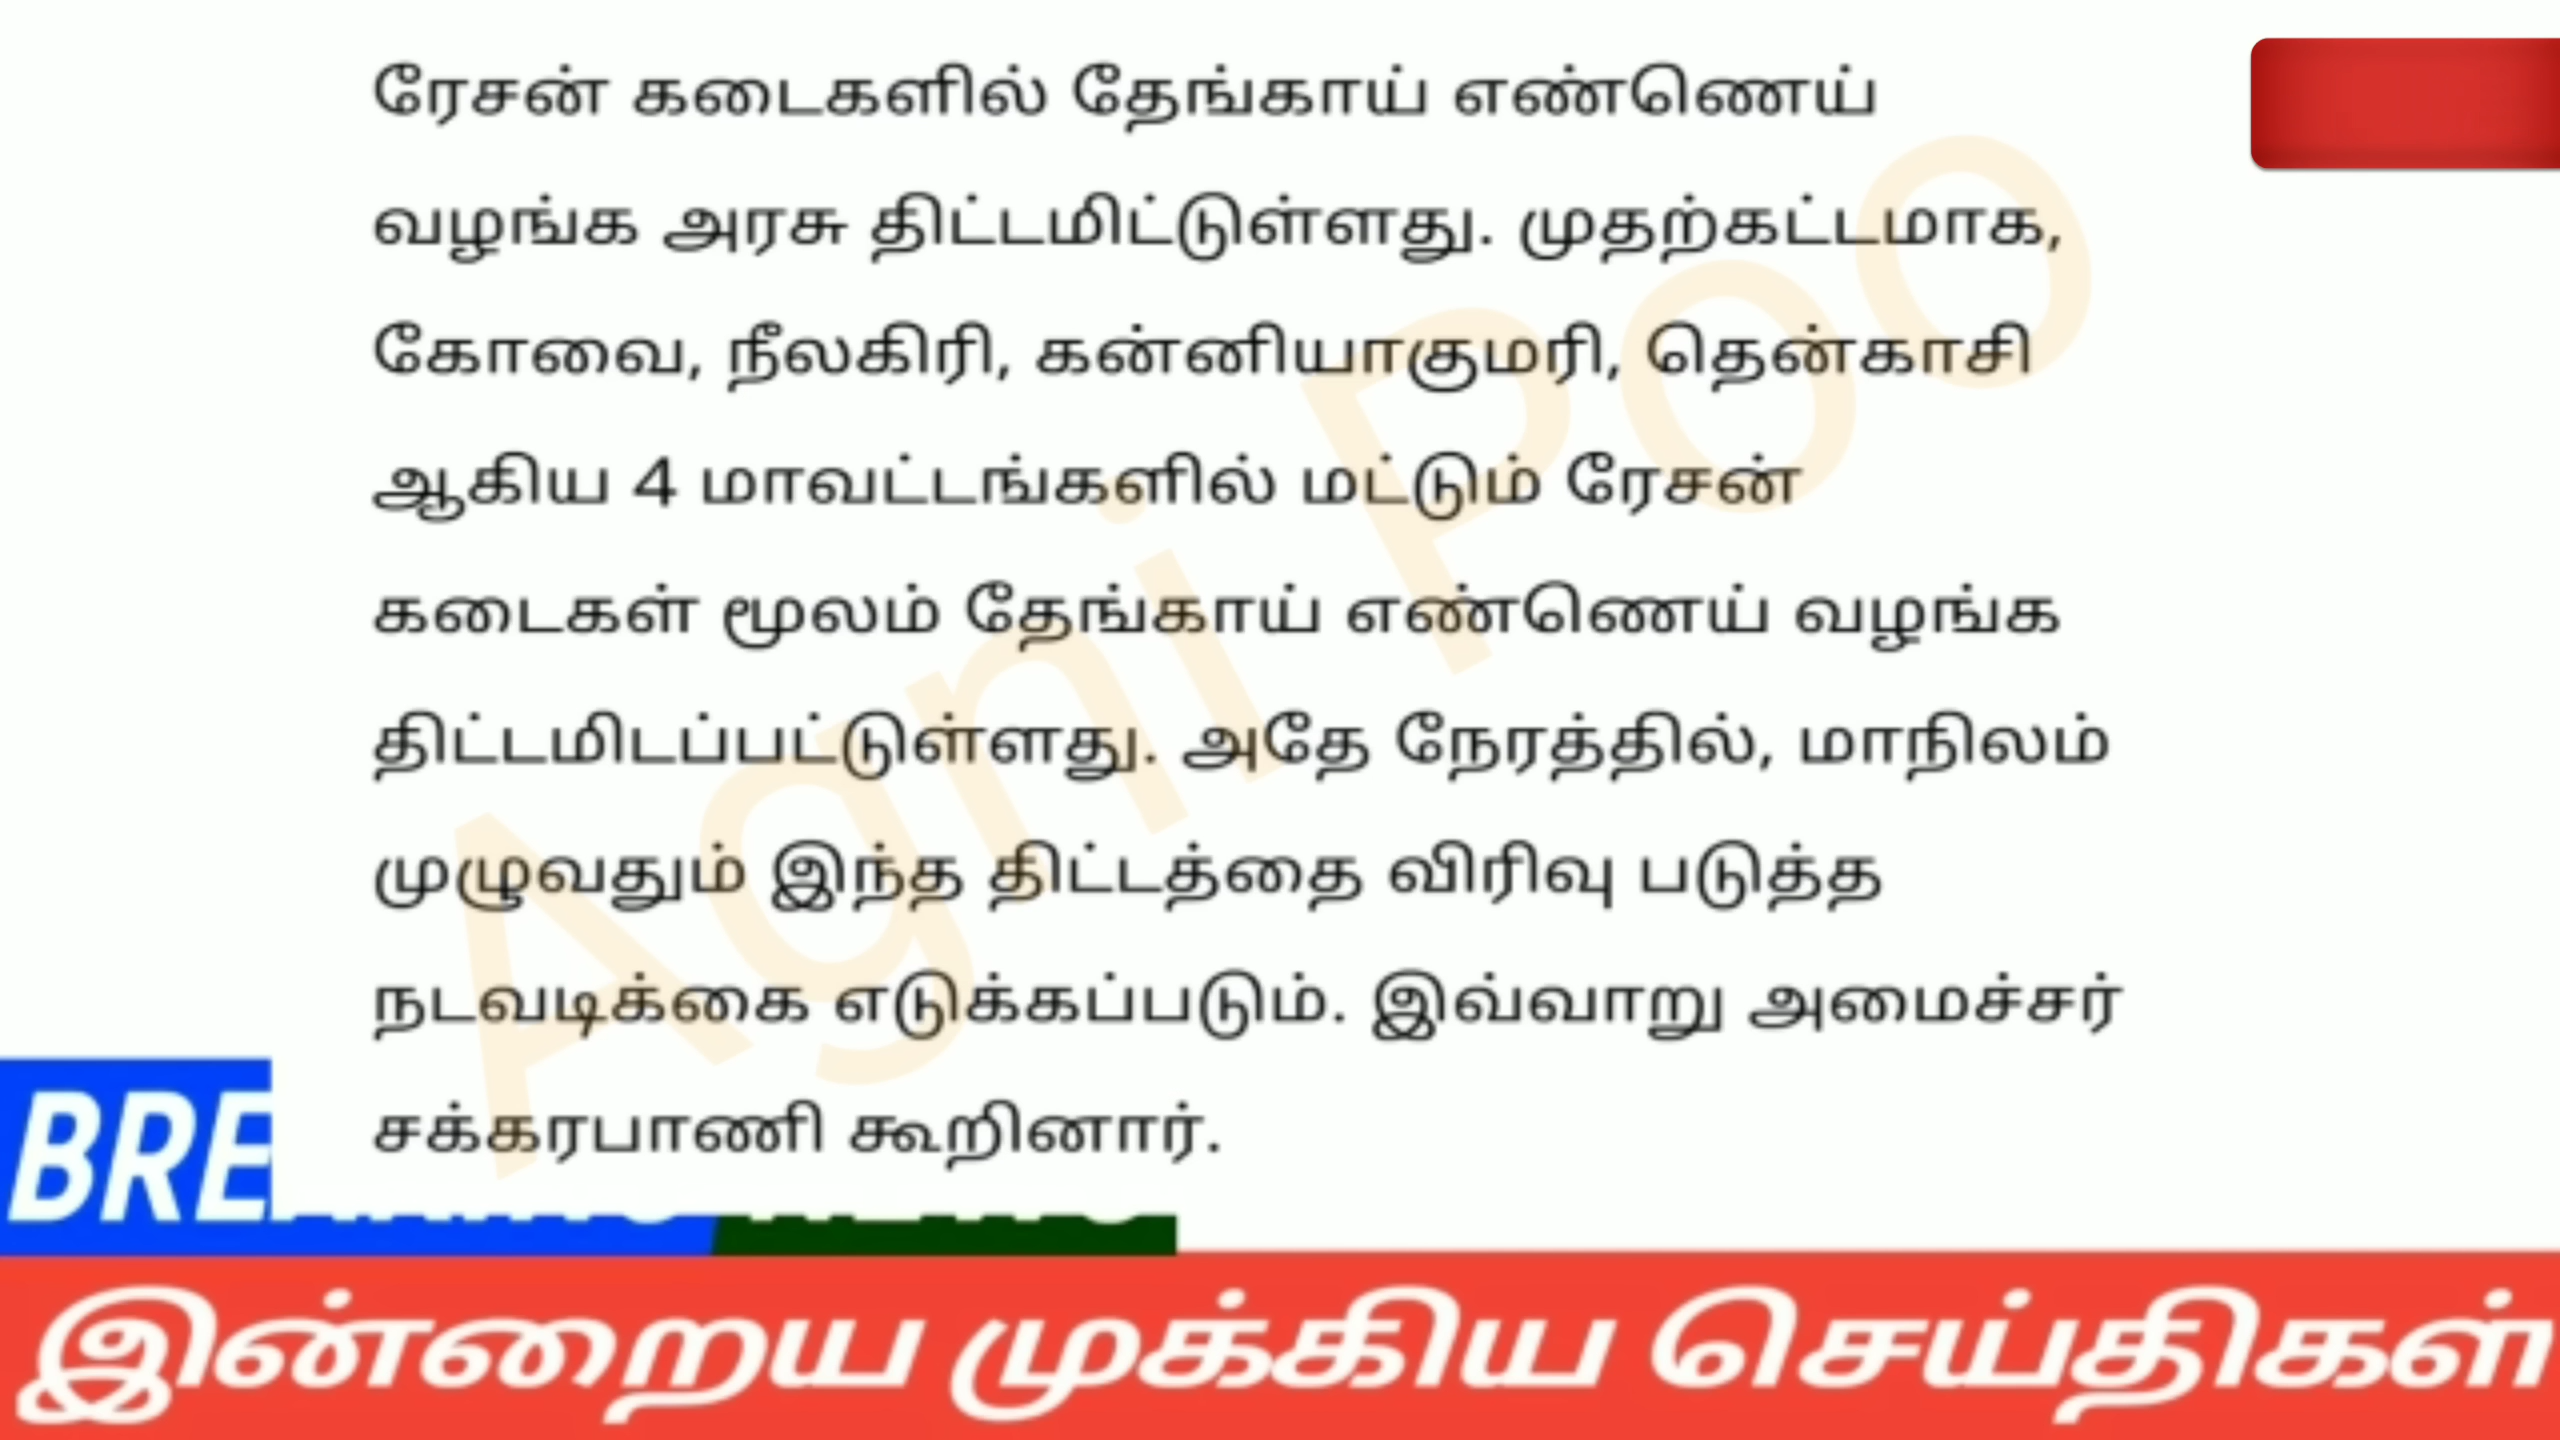 ரேசன் கடைகளில் தேங்காய் எண்ணெய்
வழங்க அரசு திட்டமிட்டுள்ளது. முதற்கட்டமாக,
கோவை, நீலகிரி, கன்னியாகுமரி, தென்காசி
ஆகிய 4 மாவட்டங்களில் மட்டும் ரேசன்
கடைகள் மூலம் தேங்காய் எண்ணெய் வழங்க
திட்டமிடப்பட்டுள்ளது. அதே நேரத்தில், மாநிலம்
முழுவதும் இந்த திட்டத்தை விரிவு படுத்த
நடவடிக்கை எடுக்கப்படும். இவ்வாறு அமைச்சர்
சக்கரபாணி கூறினார்.
Agni Poo
BRE
இன்றைய முக்கிய செய்திகள்